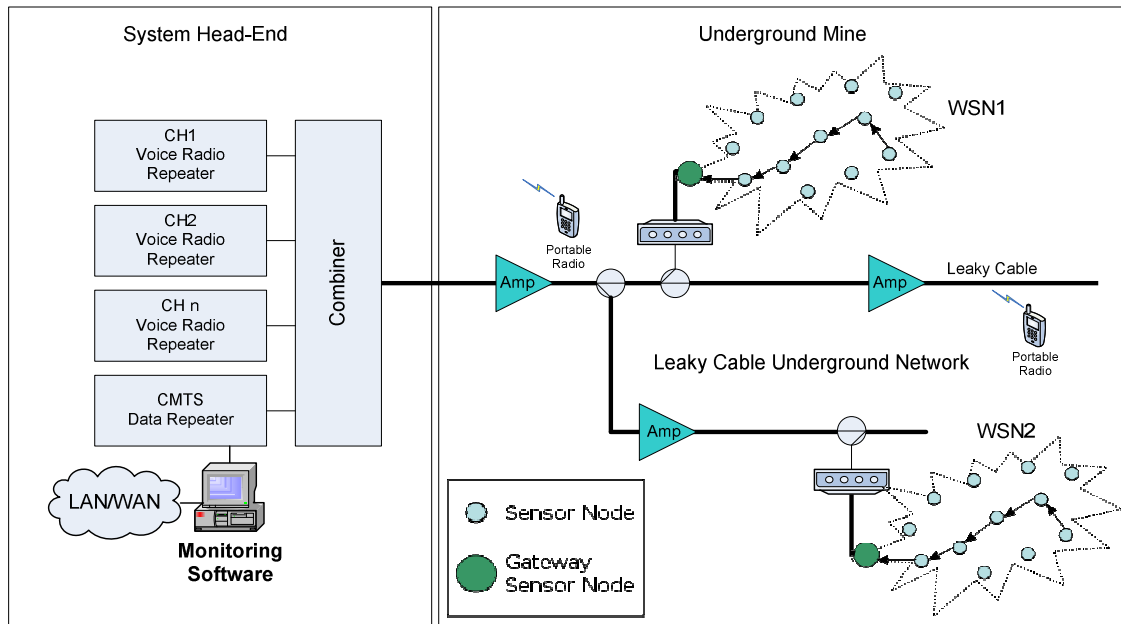 System Head-End
CH1
Voice Radio
Repeater
CH2
Voice Radio
Repeater
CH n
Voice Radio
Repeater
CMTS
Data Repeater
Combiner
LAN/WAN
Monitoring
Software
Underground Mine
WSN1
Portable
Radio
Amp
Amp
Leaky Cable
Portable
Radio
Leaky Cable Underground Network
Amp
WSN2
Sensor Node
Gateway
Sensor Node